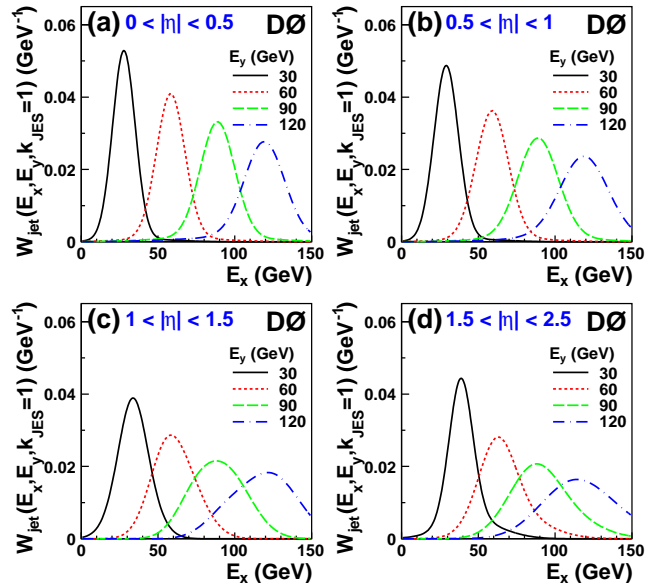 (a) 0 < |η| < 0.5 DØ
W_jet(E_x,E_y,k_JES=1) (GeV⁻¹)
0.06
0.04
0.02
0
E_y (GeV)
30
60
90
120
0 50 100 150
E_x (GeV)
(b) 0.5 < |η| < 1 DØ
W_jet(E_x,E_y,k_JES=1) (GeV⁻¹)
0.06
0.04
0.02
0
E_y (GeV)
30
60
90
120
0 50 100 150
E_x (GeV)
(c) 1 < |η| < 1.5 DØ
W_jet(E_x,E_y,k_JES=1) (GeV⁻¹)
0.06
0.04
0.02
0
E_y (GeV)
30
60
90
120
0 50 100 150
E_x (GeV)
(d) 1.5 < |η| < 2.5 DØ
W_jet(E_x,E_y,k_JES=1) (GeV⁻¹)
0.06
0.04
0.02
0
E_y (GeV)
30
60
90
120
0 50 100 150
E_x (GeV)